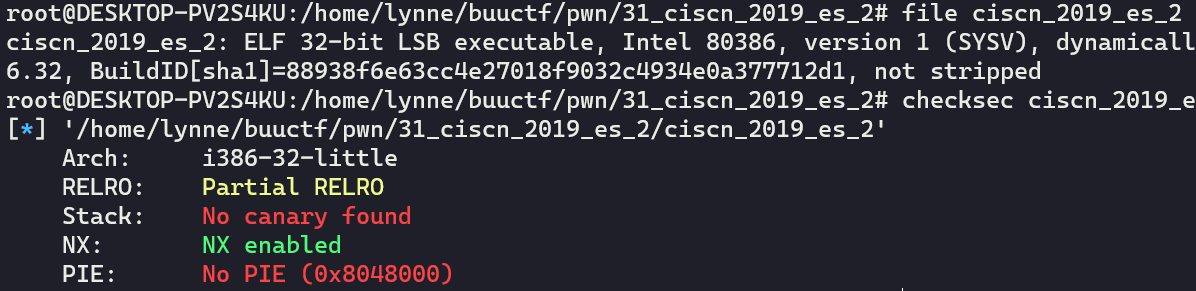 root@DESKTOP-PV2S4KU:/home/lynne/buuctf/pwn/31_ciscn_2019_es_2# file ciscn_2019_es_2
ciscn_2019_es_2: ELF 32-bit LSB executable, Intel 80386, version 1 (SYSV), dynamicall
6.32, BuildID[sha1]=88938f6e63cc4e27018f9032c4934e0a377712d1, not stripped
root@DESKTOP-PV2S4KU:/home/lynne/buuctf/pwn/31_ciscn_2019_es_2# checksec ciscn_2019_e
[*] '/home/lynne/buuctf/pwn/31_ciscn_2019_es_2/ciscn_2019_es_2'
Arch: i386-32-little
RELRO: Partial RELRO
Stack: No canary found
NX: NX enabled
PIE: No PIE (0x8048000)